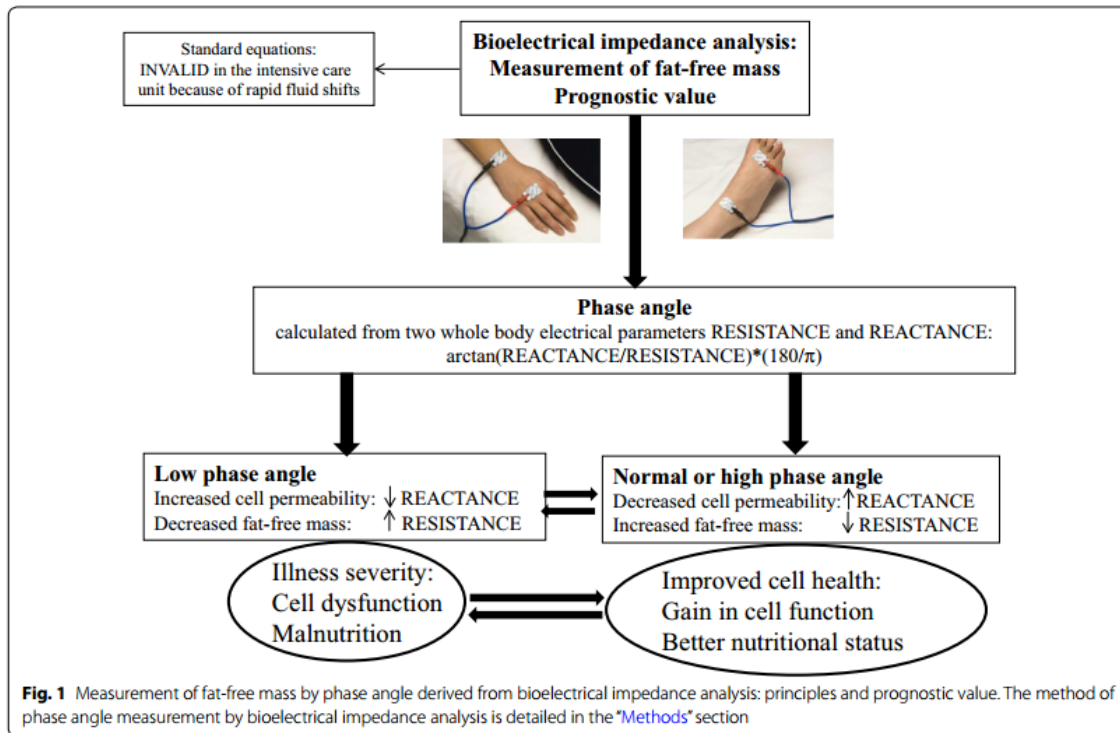 Standard equations:
INVALID in the intensive care
unit because of rapid fluid shifts
Bioelectrical impedance analysis:
Measurement of fat-free mass
Prognostic value
Phase angle
calculated from two whole body electrical parameters RESISTANCE and REACTANCE:
arctan(REACTANCE/RESISTANCE)*(180/π)
Low phase angle
Increased cell permeability: ↓ REACTANCE
Decreased fat-free mass: ↑ RESISTANCE
Normal or high phase angle
Decreased cell permeability: ↑ REACTANCE
Increased fat-free mass: ↓ RESISTANCE
Illness severity:
Cell dysfunction
Malnutrition
Improved cell health:
Gain in cell function
Better nutritional status
Fig. 1 Measurement of fat-free mass by phase angle derived from bioelectrical impedance analysis: principles and prognostic value. The method of
phase angle measurement by bioelectrical impedance analysis is detailed in the “Methods” section